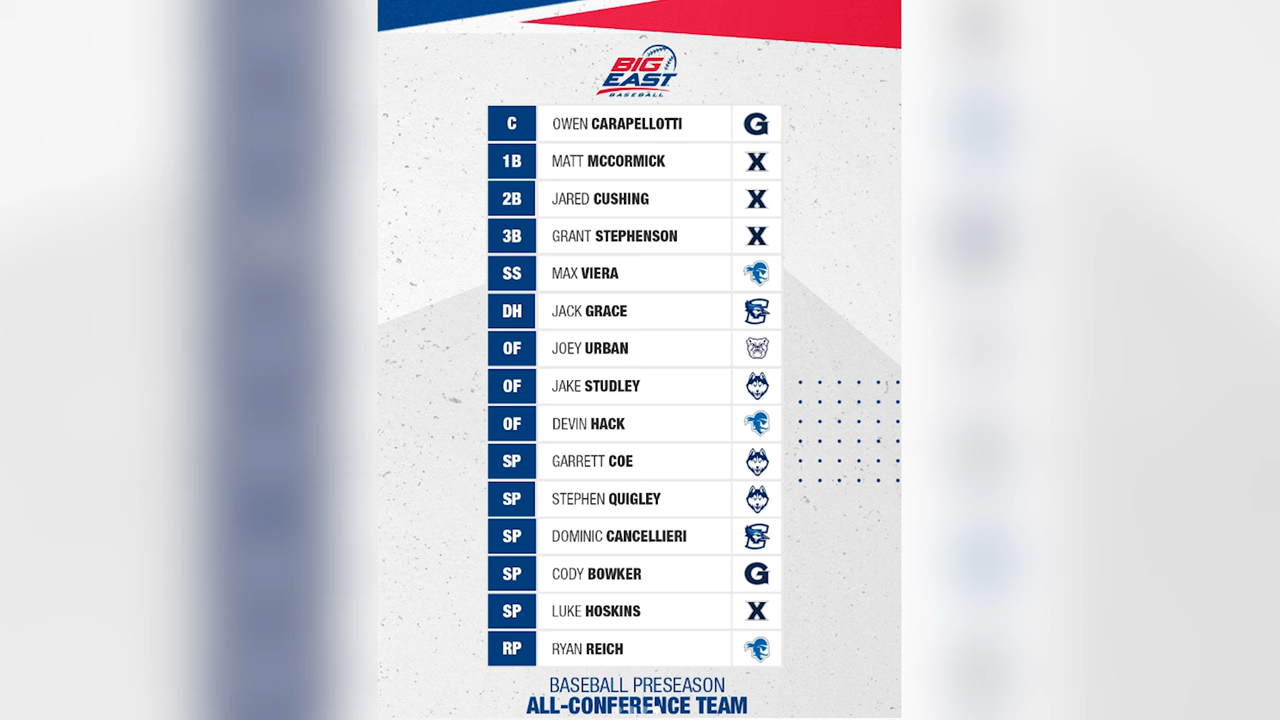 BIG
EAST
BASEBALL
C OWEN CARAPELLOTTI G
1B MATT MCCORMICK X
2B JARED CUSHING X
3B GRANT STEPHENSON X
SS MAX VIERA
DH JACK GRACE
OF JOEY URBAN
OF JAKE STUDLEY
OF DEVIN HACK
SP GARRETT COE
SP STEPHEN QUIGLEY
SP DOMINIC CANCELLIERI
SP CODY BOWKER G
SP LUKE HOSKINS X
RP RYAN REICH
BASEBALL PRESEASON
ALL-CONFERENCE TEAM